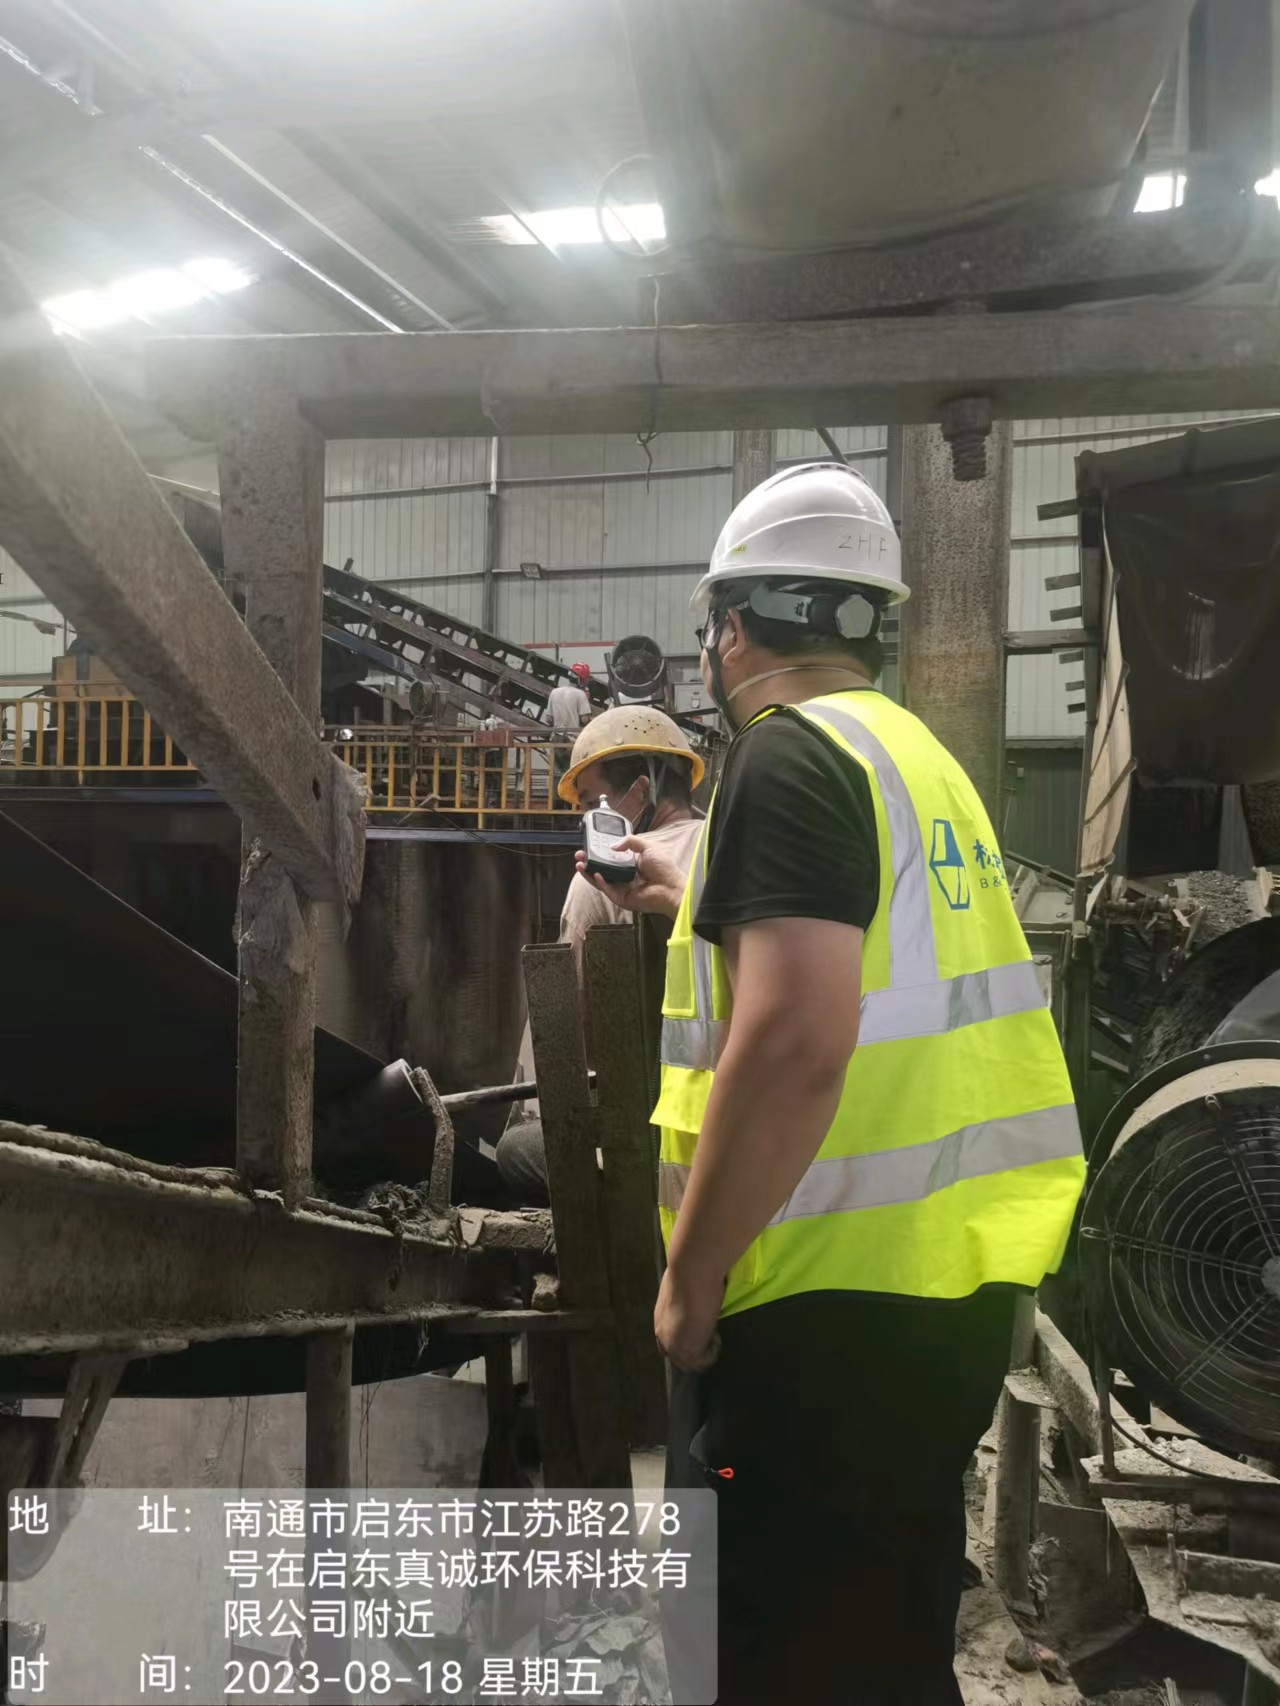 ZHF
B&
地 址: 南通市启东市江苏路278
号在启东真诚环保科技有
限公司附近
时 间: 2023-08-18 星期五